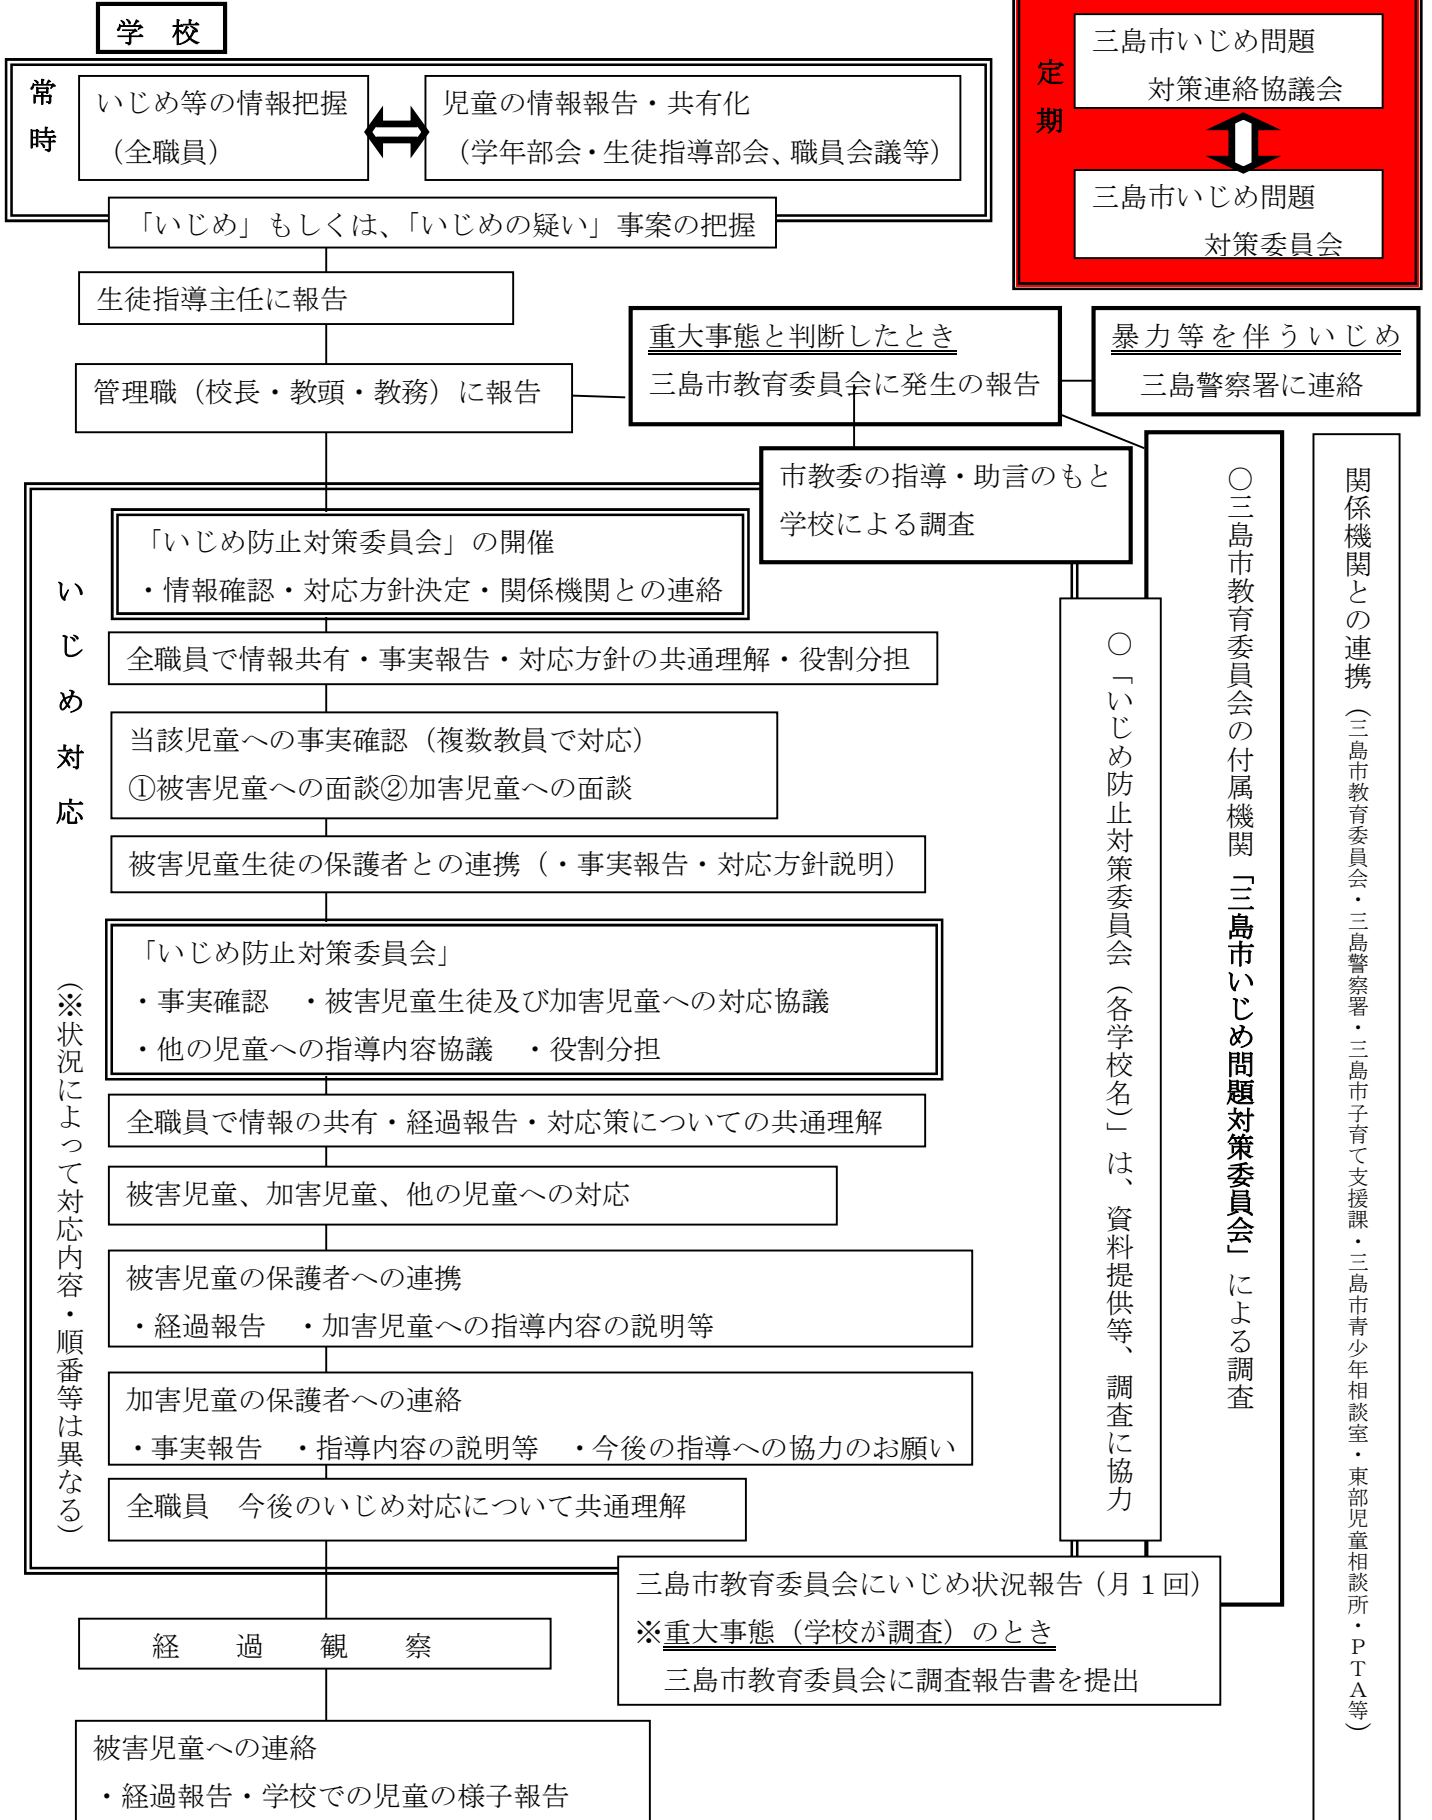 学　校
常時
いじめ等の情報把握
（全職員）
児童の情報報告・共有化
（学年部会・生徒指導部会、職員会議等）
「いじめ」もしくは、「いじめの疑い」事案の把握
定期
三島市いじめ問題
対策連絡協議会
三島市いじめ問題
対策委員会
生徒指導主任に報告
管理職（校長・教頭・教務）に報告
重大事態と判断したとき
三島市教育委員会に発生の報告
暴力等を伴ういじめ
三島警察署に連絡
市教委の指導・助言のもと
学校による調査
いじめ対応
（※状況によって対応内容・順番等は異なる）
「いじめ防止対策委員会」の開催
・情報確認・対応方針決定・関係機関との連絡
全職員で情報共有・事実報告・対応方針の共通理解・役割分担
当該児童への事実確認（複数教員で対応）
①被害児童への面談②加害児童への面談
被害児童生徒の保護者との連携（・事実報告・対応方針説明）
「いじめ防止対策委員会」
・事実確認　・被害児童生徒及び加害児童への対応協議
・他の児童への指導内容協議　・役割分担
全職員で情報の共有・経過報告・対応策についての共通理解
被害児童、加害児童、他の児童への対応
被害児童の保護者への連携
・経過報告　・加害児童への指導内容の説明等
加害児童の保護者への連絡
・事実報告　・指導内容の説明等　・今後の指導への協力のお願い
全職員　今後のいじめ対応について共通理解
○三島市教育委員会の付属機関「三島市いじめ問題対策委員会」による調査
○「いじめ防止対策委員会（各学校名）」は、資料提供等、調査に協力
関係機関との連携（三島市教育委員会・三島警察署・三島市子育て支援課・三島市青少年相談室・東部児童相談所・ＰＴＡ等）
三島市教育委員会にいじめ状況報告（月１回）
※重大事態（学校が調査）のとき
三島市教育委員会に調査報告書を提出
経　過　観　察
被害児童への連絡
・経過報告・学校での児童の様子報告